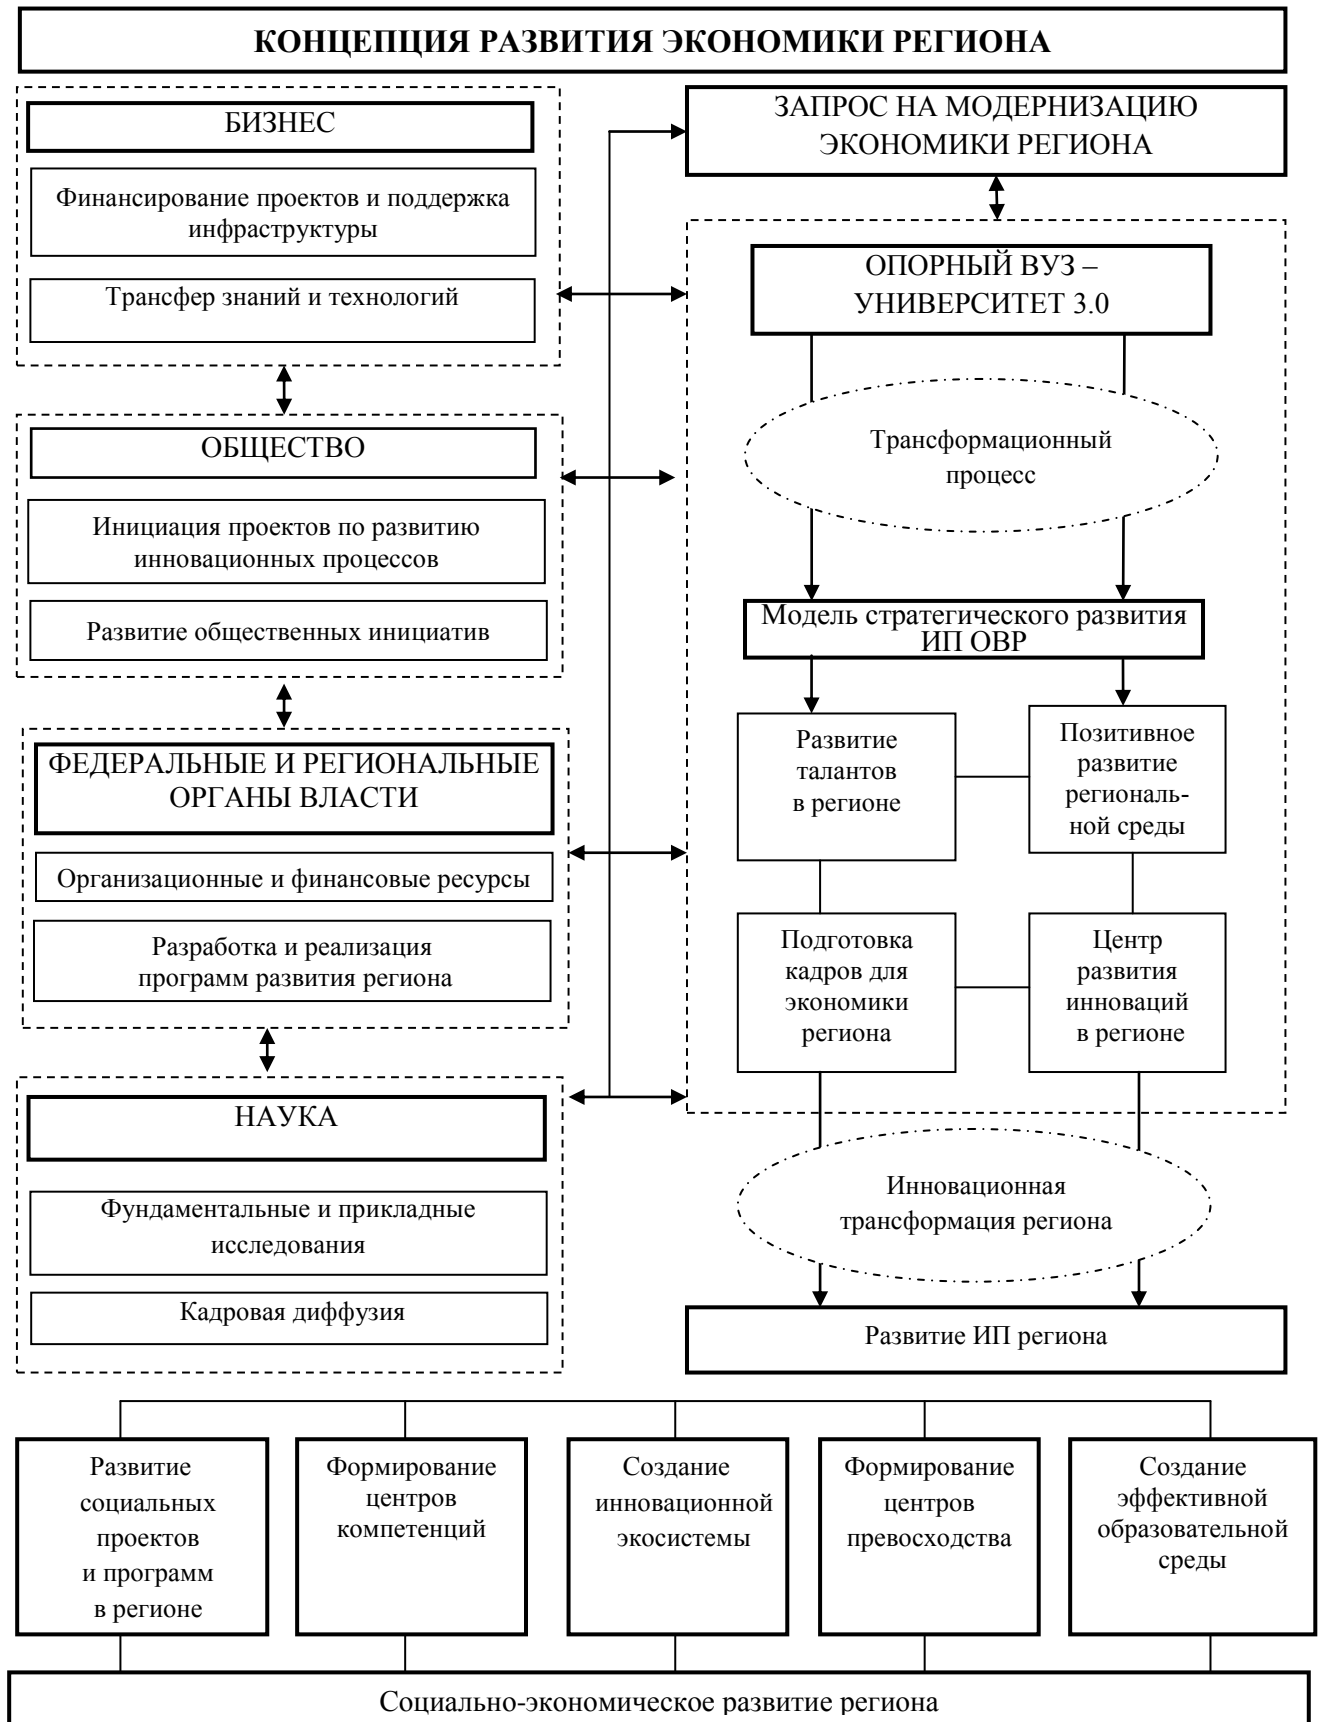 КОНЦЕПЦИЯ РАЗВИТИЯ ЭКОНОМИКИ РЕГИОНА
БИЗНЕС
Финансирование проектов и поддержка
инфраструктуры
Трансфер знаний и технологий
ОБЩЕСТВО
Инициация проектов по развитию
инновационных процессов
Развитие общественных инициатив
ФЕДЕРАЛЬНЫЕ И РЕГИОНАЛЬНЫЕ
ОРГАНЫ ВЛАСТИ
Организационные и финансовые ресурсы
Разработка и реализация
программ развития региона
НАУКА
Фундаментальные и прикладные
исследования
Кадровая диффузия
ЗАПРОС НА МОДЕРНИЗАЦИЮ
ЭКОНОМИКИ РЕГИОНА
ОПОРНЫЙ ВУЗ –
УНИВЕРСИТЕТ 3.0
Трансформационный
процесс
Модель стратегического развития
ИП ОВР
Развитие
талантов
в регионе
Позитивное
развитие
региональ-
ной среды
Подготовка
кадров для
экономики
региона
Центр
развития
инноваций
в регионе
Инновационная
трансформация региона
Развитие ИП региона
Развитие
социальных
проектов
и программ
в регионе
Формирование
центров
компетенций
Создание
инновационной
экосистемы
Формирование
центров
превосходства
Создание
эффективной
образовательной
среды
Социально-экономическое развитие региона